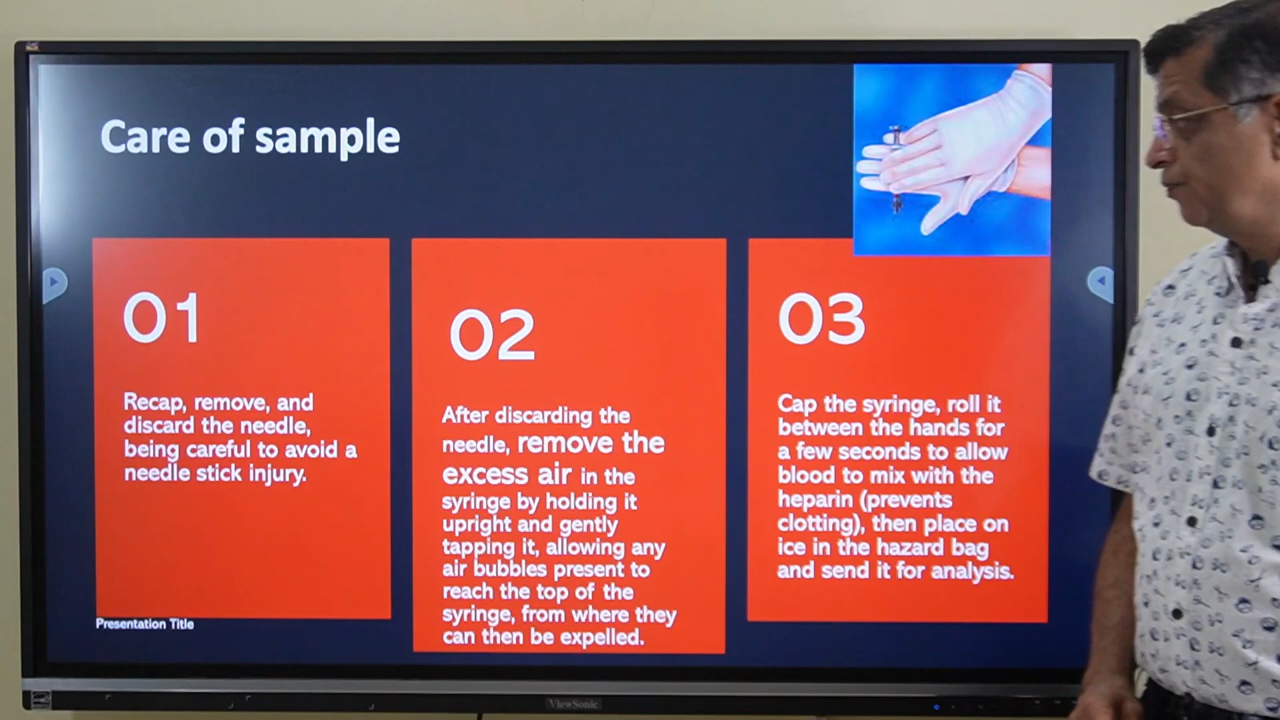 Care of sample
01
Recap, remove, and
discard the needle,
being careful to avoid a
needle stick injury.
02
After discarding the
needle, remove the
excess air in the
syringe by holding it
upright and gently
tapping it, allowing any
air bubbles present to
reach the top of the
syringe, from where they
can then be expelled.
03
Cap the syringe, roll it
between the hands for
a few seconds to allow
blood to mix with the
heparin (prevents
clotting), then place on
ice in the hazard bag
and send it for analysis.
Presentation Title
ViewSonic